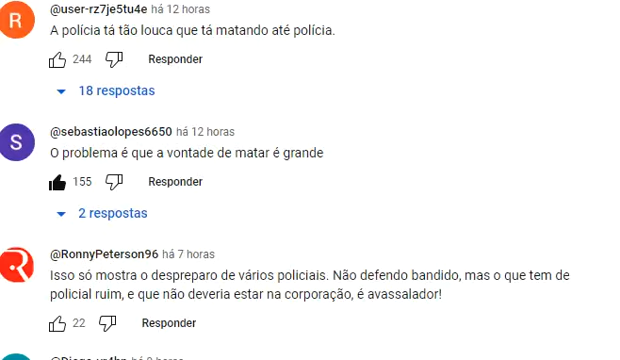 @user-rz7je5tu4e há 12 horas
A polícia tá tão louca que tá matando até polícia.
244 Responder
18 respostas
@sebastiaolopes6650 há 12 horas
O problema é que a vontade de matar é grande
155 Responder
2 respostas
@RonnyPeterson96 há 7 horas
Isso só mostra o despreparo de vários policiais. Não defendo bandido, mas o que tem de
policial ruim, e que não deveria estar na corporação, é avassalador!
22 Responder